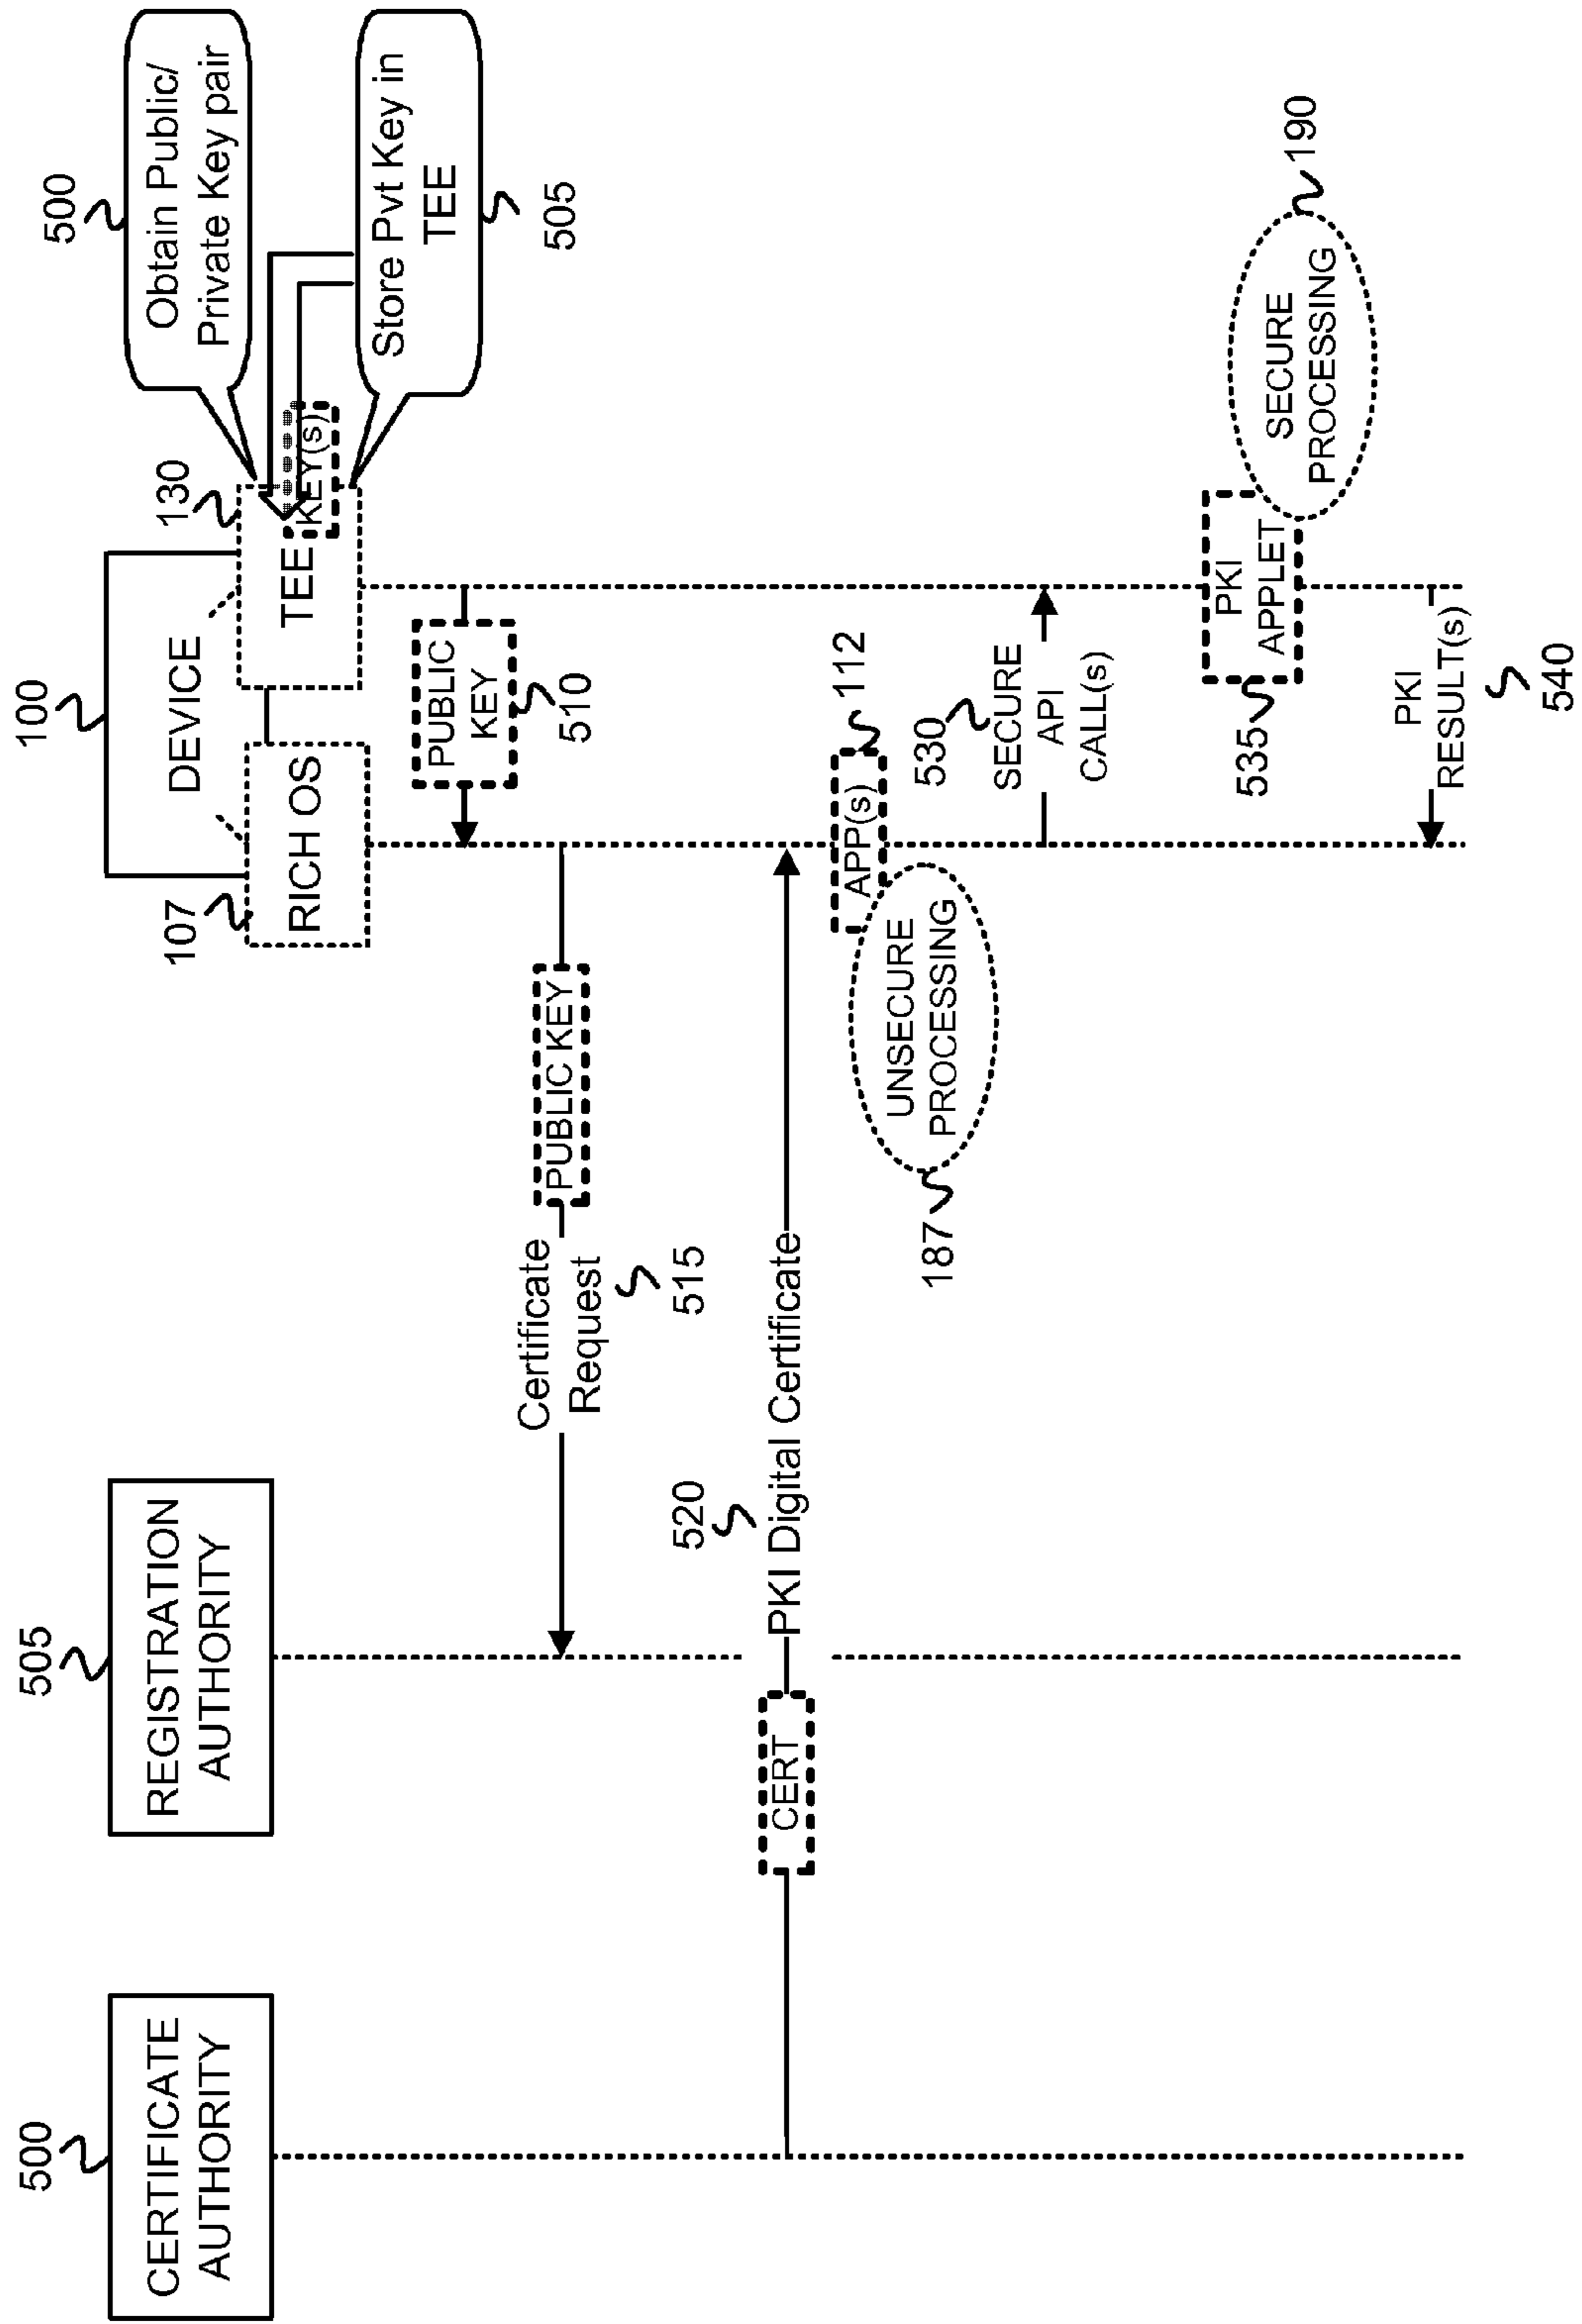 500
CERTIFICATE
AUTHORITY
505
REGISTRATION
AUTHORITY
100
DEVICE
107
RICH OS
130
TEE
KEY(s)
500
Obtain Public/
Private Key pair
Store Pvt Key in
TEE
505
PUBLIC
KEY
510
Certificate
Request
PUBLIC KEY
515
520
CERT
PKI Digital Certificate
APP(s)
112
UNSECURE
PROCESSING
187
530
SECURE
API
CALL(s)
PKI
APPLET
535
SECURE
PROCESSING
190
PKI
RESULT(s)
540